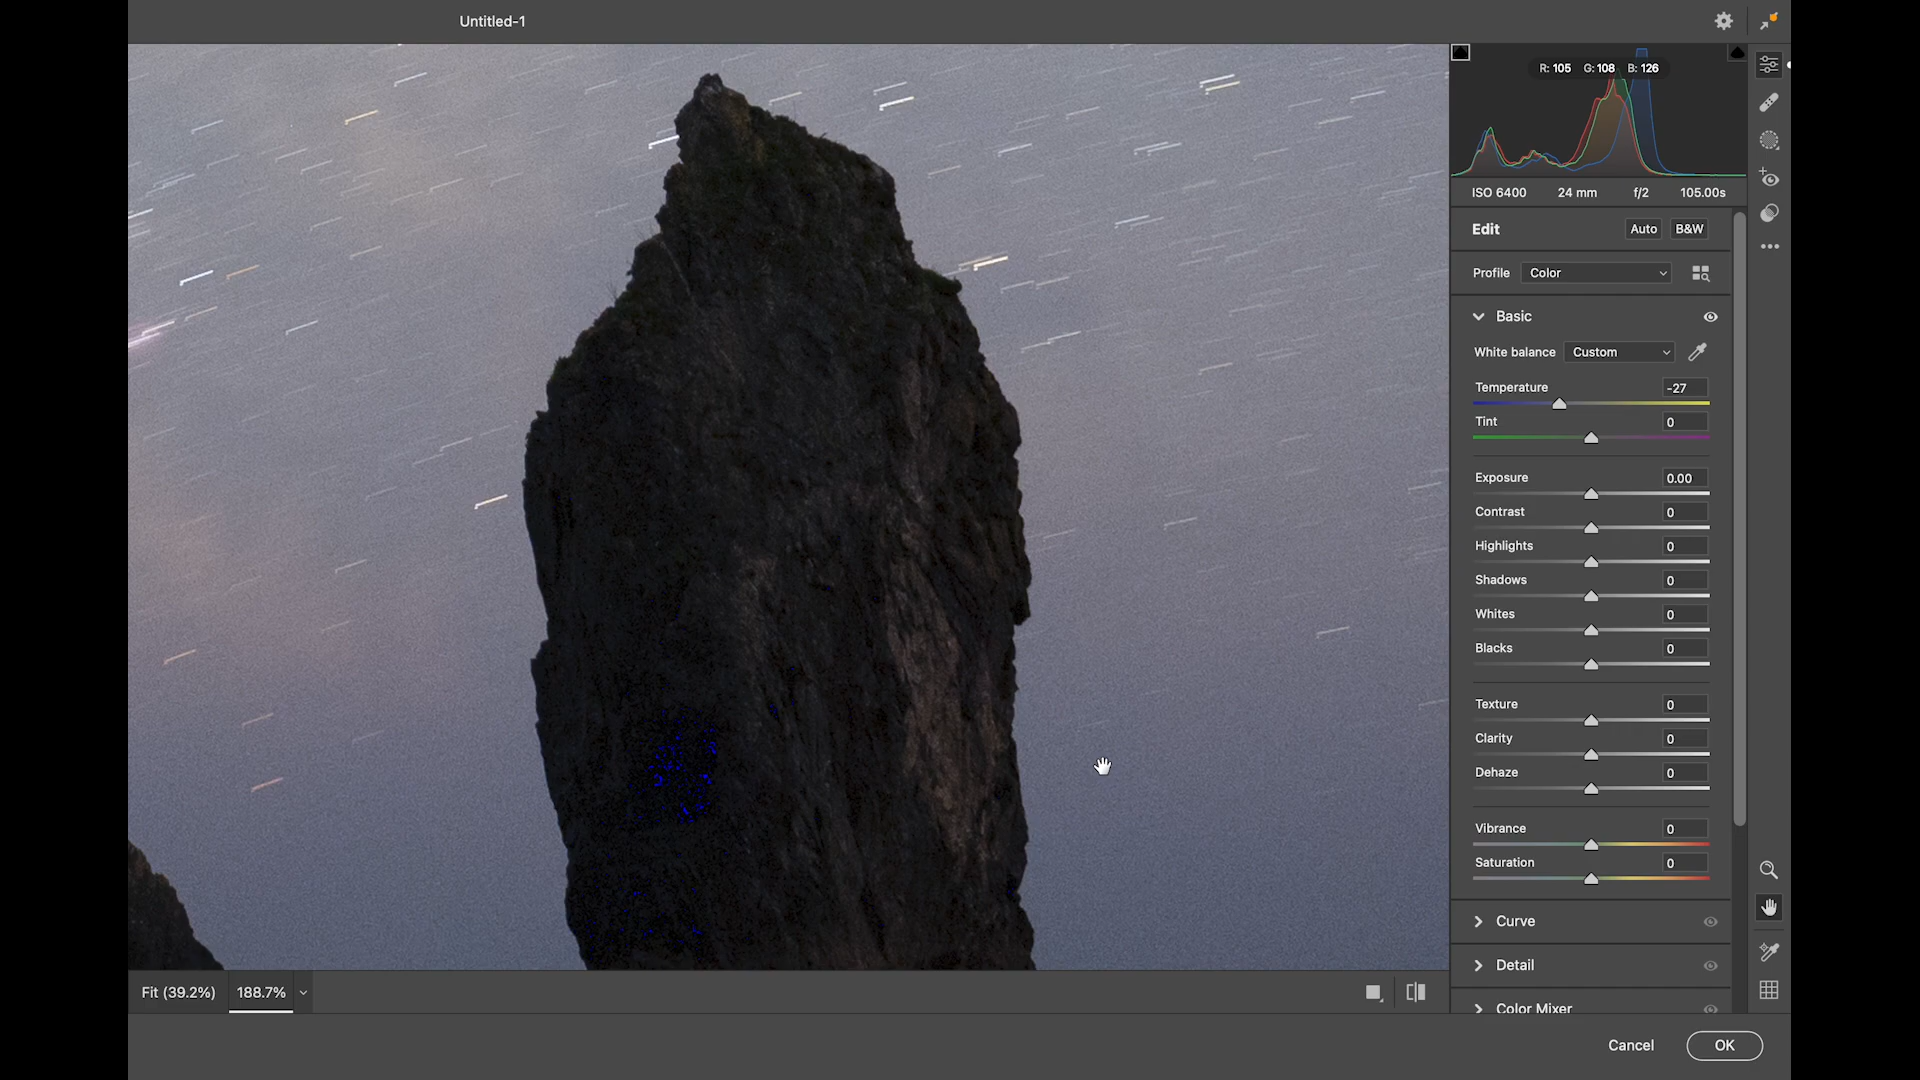 Untitled-1
R: 105 G: 108 B: 126
ISO 6400 24 mm f/2 105.00s
Edit Auto B&W
Profile Color
Basic
White balance Custom
Temperature -27
Tint 0
Exposure 0.00
Contrast 0
Highlights 0
Shadows 0
Whites 0
Blacks 0
Texture 0
Clarity 0
Dehaze 0
Vibrance 0
Saturation 0
Curve
Detail
Color Mixer
Fit (39.2%) 188.7%
Cancel OK